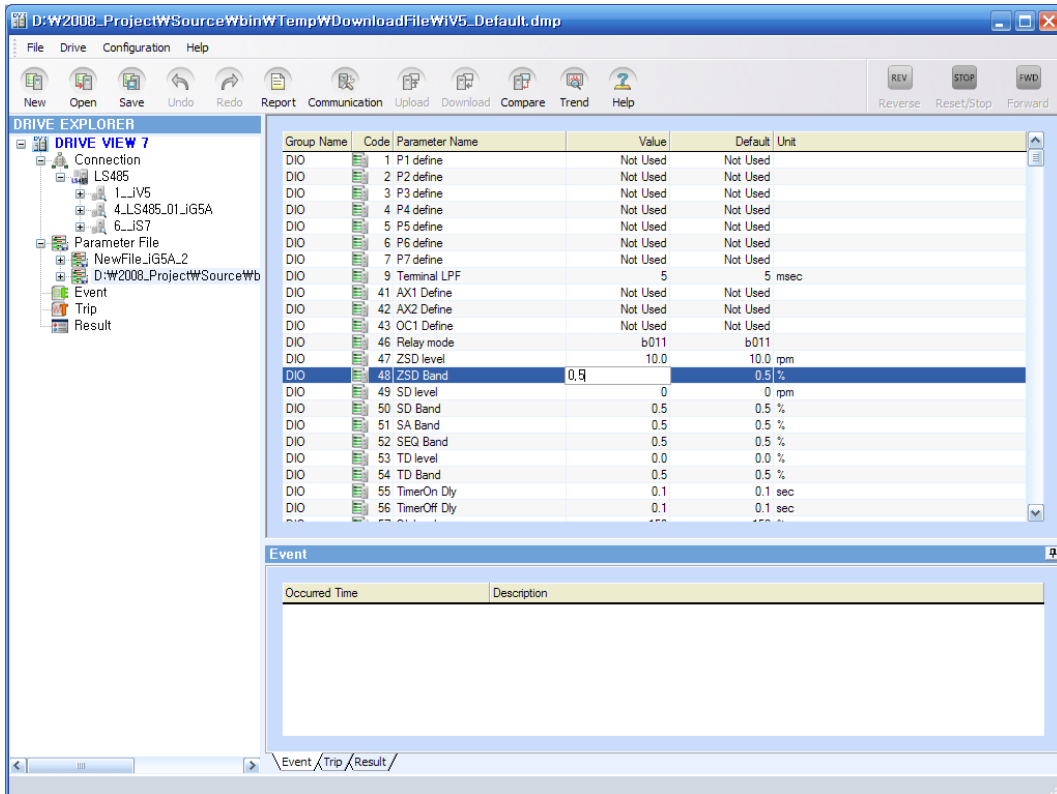 D:₩2008_Project₩Source₩bin₩Temp₩DownloadFile₩iV5_Default.dmp
File Drive Configuration Help
New Open Save Undo Redo Report Communication Upload Download Compare Trend Help REV Reverse STOP Reset/Stop FWD Forward
DRIVE EXPLORER
DRIVE VIEW 7
Connection
LS485
1__iV5
4_LS485_01_iG5A
6__iS7
Parameter File
NewFile_iG5A_2
D:₩2008_Project₩Source₩b
Event
Trip
Result
Group Name Code Parameter Name Value Default Unit
DIO 1 P1 define Not Used Not Used
DIO 2 P2 define Not Used Not Used
DIO 3 P3 define Not Used Not Used
DIO 4 P4 define Not Used Not Used
DIO 5 P5 define Not Used Not Used
DIO 6 P6 define Not Used Not Used
DIO 7 P7 define Not Used Not Used
DIO 9 Terminal LPF 5 5 msec
DIO 41 AX1 Define Not Used Not Used
DIO 42 AX2 Define Not Used Not Used
DIO 43 OC1 Define Not Used Not Used
DIO 46 Relay mode b011 b011
DIO 47 ZSD level 10.0 10.0 rpm
DIO 48 ZSD Band 0.5 0.5 %
DIO 49 SD level 0 0 rpm
DIO 50 SD Band 0.5 0.5 %
DIO 51 SA Band 0.5 0.5 %
DIO 52 SEQ Band 0.5 0.5 %
DIO 53 TD level 0.0 0.0 %
DIO 54 TD Band 0.5 0.5 %
DIO 55 TimerOn Dly 0.1 0.1 sec
DIO 56 TimerOff Dly 0.1 0.1 sec
Event
Occurred Time Description
Event Trip Result